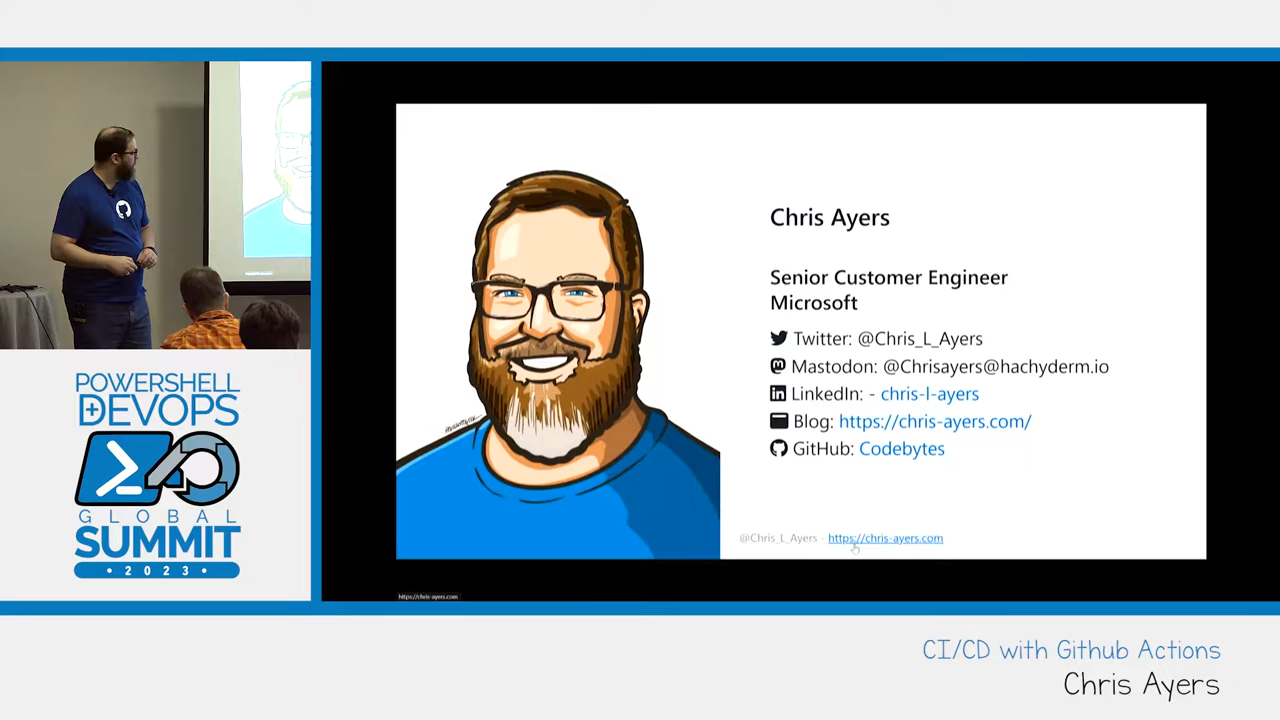 POWERSHELL
+DEVOPS
GLOBAL
SUMMIT
• 2023 •
Chris Ayers
Senior Customer Engineer
Microsoft
Twitter: @Chris_L_Ayers
Mastodon: @Chrisayers@hachyderm.io
LinkedIn: - chris-l-ayers
Blog: https://chris-ayers.com/
GitHub: Codebytes
@Chris_L_Ayers - https://chris-ayers.com
https://chris-ayers.com
CI/CD with Github Actions
Chris Ayers